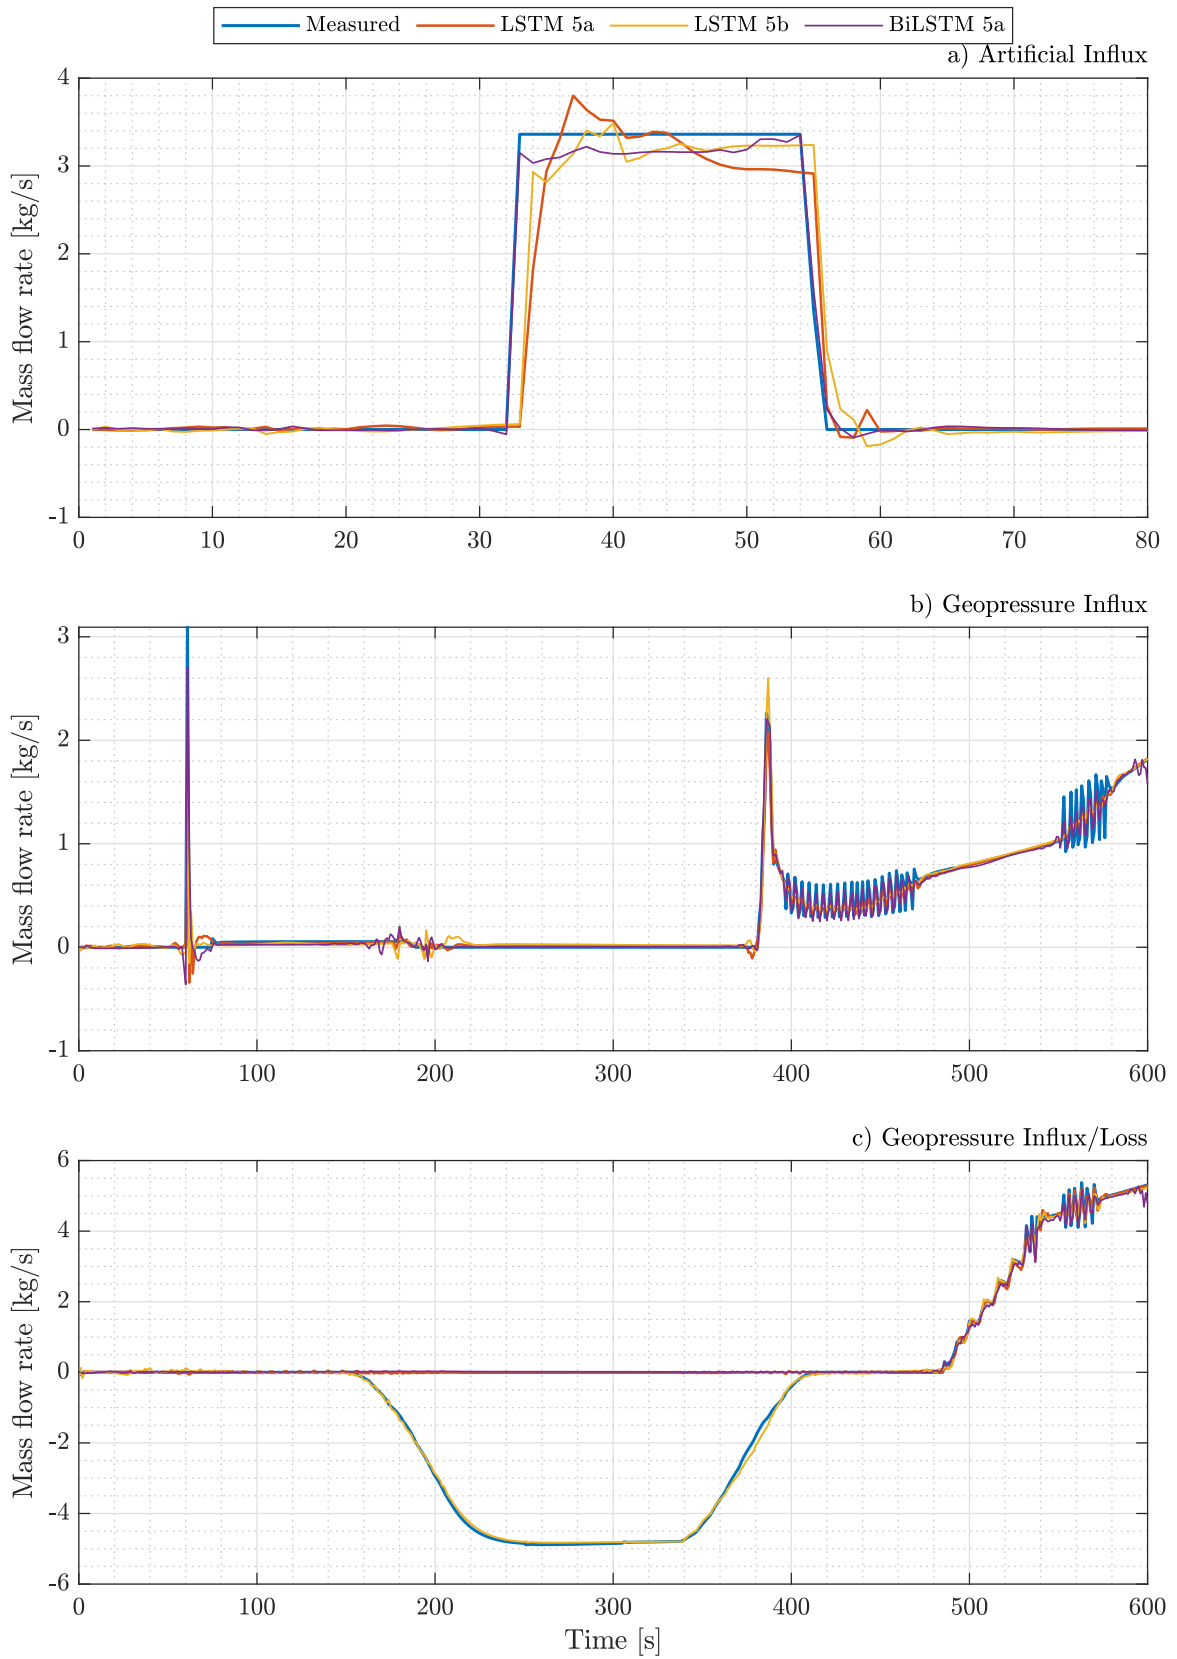 Measured LSTM 5a LSTM 5b BiLSTM 5a
a) Artificial Influx
Mass flow rate [kg/s]
4
3
2
1
0
-1
0 10 20 30 40 50 60 70 80
b) Geopressure Influx
Mass flow rate [kg/s]
3
2
1
0
-1
0 100 200 300 400 500 600
c) Geopressure Influx/Loss
Mass flow rate [kg/s]
6
4
2
0
-2
-4
-6
0 100 200 300 400 500 600
Time [s]